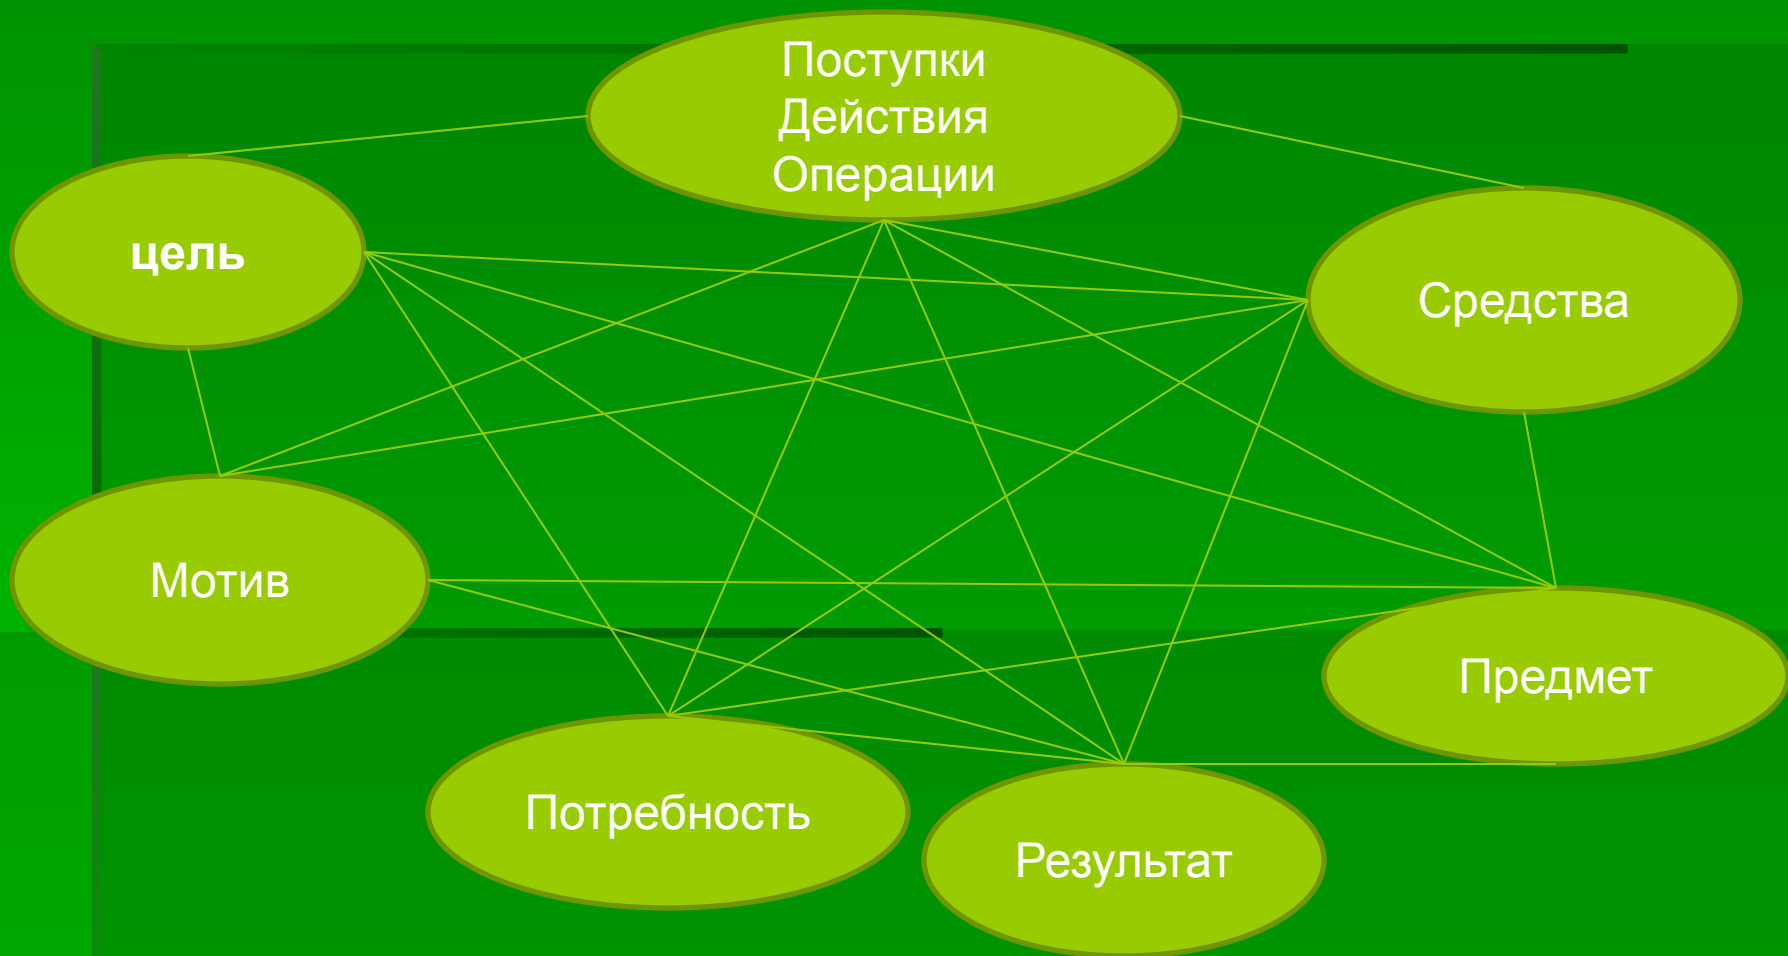 Поступки
Действия
Операции
цель
Средства
Мотив
Предмет
Потребность
Результат